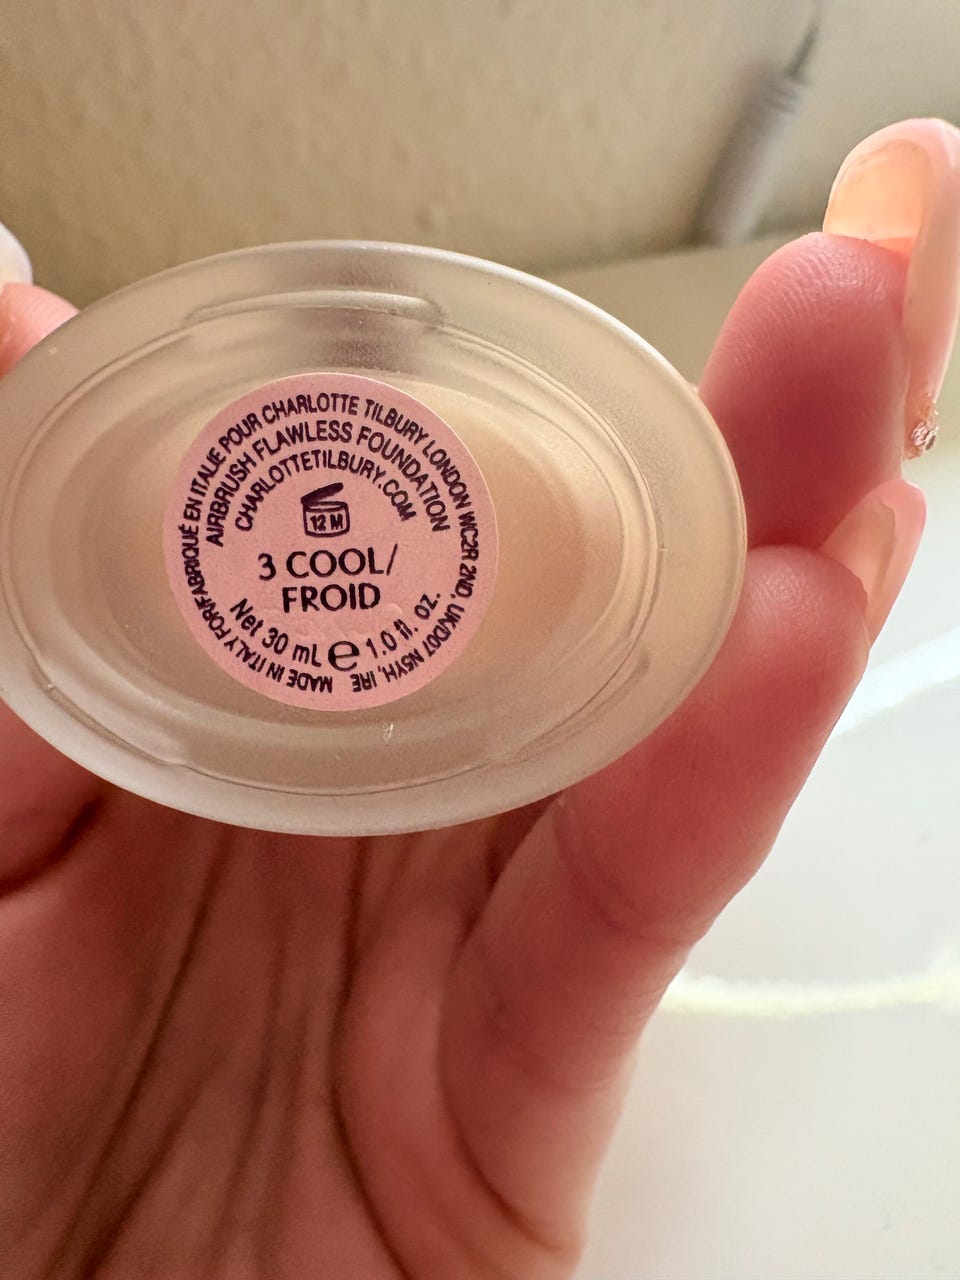 MADE IN ITALY FOR/FABRIQUÉ EN ITALIE POUR CHARLOTTE TILBURY LONDON WC2R 2ND, UK/D07 N5YH, IRE
AIRBRUSH FLAWLESS FOUNDATION
CHARLOTTETILBURY.COM
12 M
3 COOL/
FROID
Net 30 mL e 1.0 fl. oz.